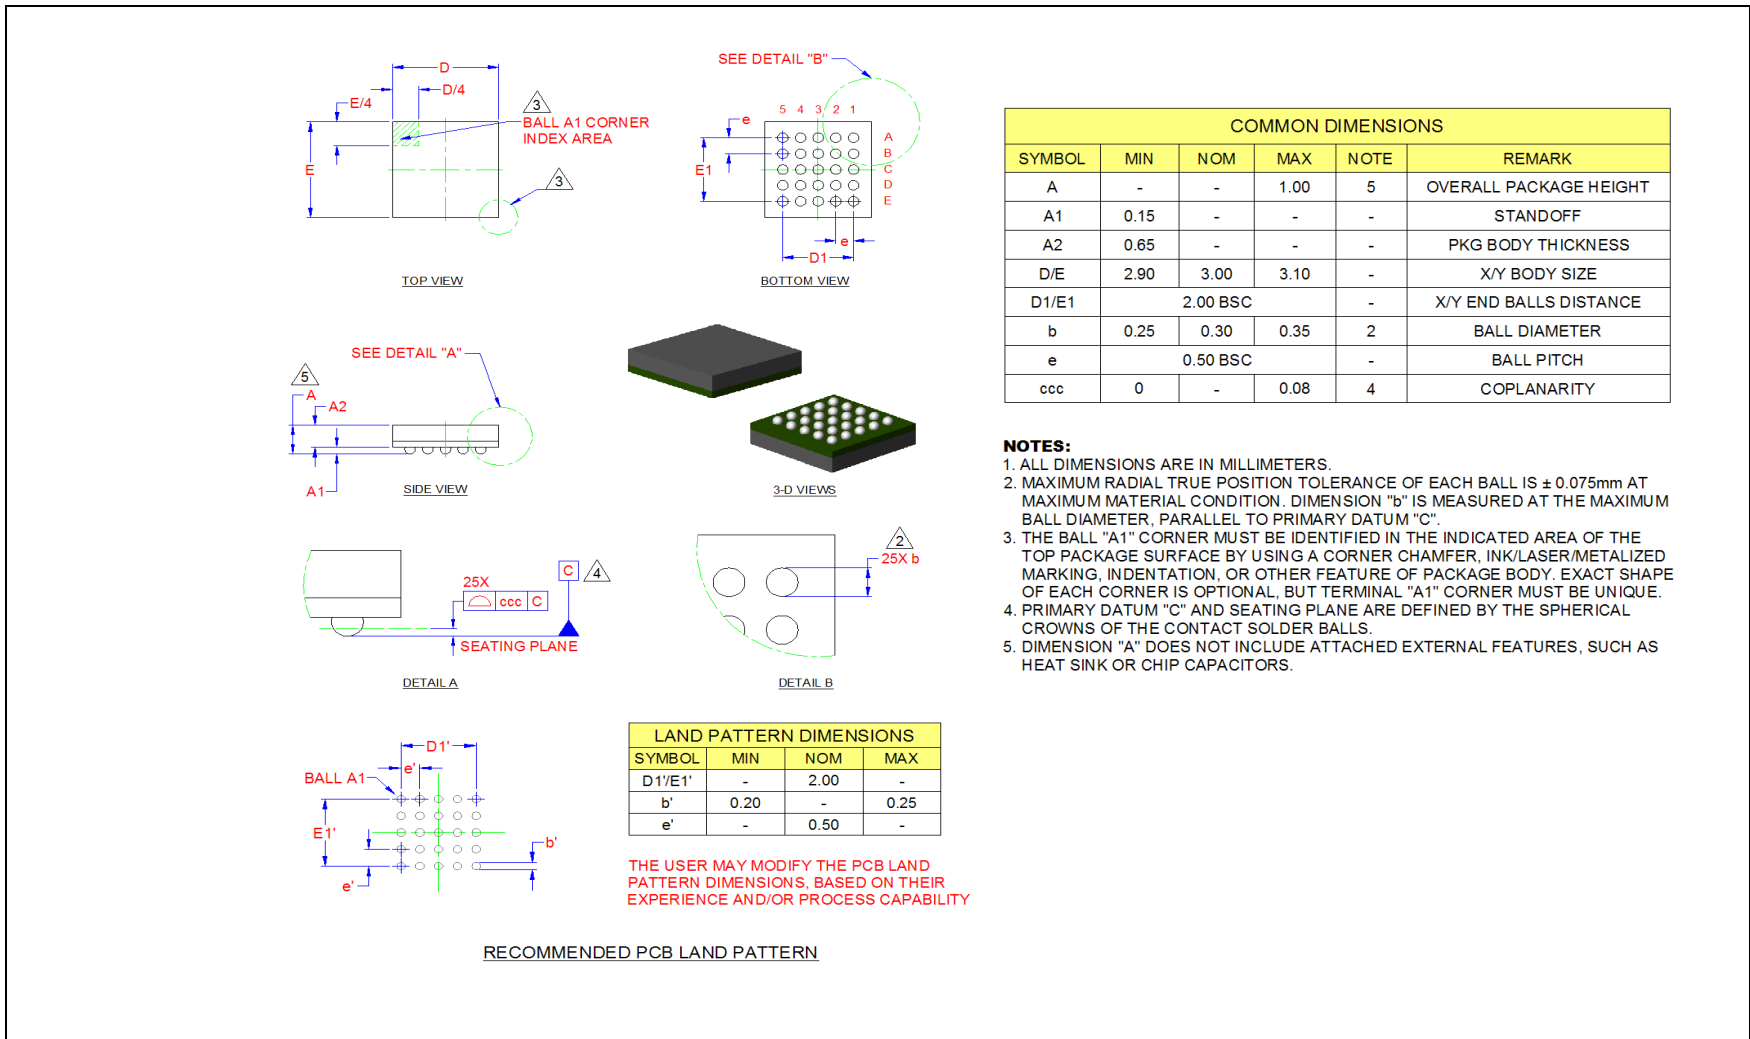 D
D/4
E/4
3
BALL A1 CORNER
INDEX AREA
E
3
TOP VIEW
SEE DETAIL "B"
5 4 3 2 1
e
A
B
E1
C
D
E
e
D1
BOTTOM VIEW
SEE DETAIL "A"
5
A
A2
A1
SIDE VIEW
3-D VIEWS
25X
ccc C
C
4
SEATING PLANE
DETAIL A
2
25X b
DETAIL B
D1'
e'
BALL A1
E1'
b'
e'
LAND PATTERN DIMENSIONS
SYMBOL MIN NOM MAX
D1'/E1' - 2.00 -
b' 0.20 - 0.25
e' - 0.50 -
THE USER MAY MODIFY THE PCB LAND
PATTERN DIMENSIONS, BASED ON THEIR
EXPERIENCE AND/OR PROCESS CAPABILITY
RECOMMENDED PCB LAND PATTERN
COMMON DIMENSIONS
SYMBOL MIN NOM MAX NOTE REMARK
A - - 1.00 5 OVERALL PACKAGE HEIGHT
A1 0.15 - - - STANDOFF
A2 0.65 - - - PKG BODY THICKNESS
D/E 2.90 3.00 3.10 - X/Y BODY SIZE
D1/E1 2.00 BSC - X/Y END BALLS DISTANCE
b 0.25 0.30 0.35 2 BALL DIAMETER
e 0.50 BSC - BALL PITCH
ccc 0 - 0.08 4 COPLANARITY
NOTES:
1. ALL DIMENSIONS ARE IN MILLIMETERS.
2. MAXIMUM RADIAL TRUE POSITION TOLERANCE OF EACH BALL IS ± 0.075mm AT
MAXIMUM MATERIAL CONDITION. DIMENSION "b" IS MEASURED AT THE MAXIMUM
BALL DIAMETER, PARALLEL TO PRIMARY DATUM "C".
3. THE BALL "A1" CORNER MUST BE IDENTIFIED IN THE INDICATED AREA OF THE
TOP PACKAGE SURFACE BY USING A CORNER CHAMFER, INK/LASER/METALIZED
MARKING, INDENTATION, OR OTHER FEATURE OF PACKAGE BODY. EXACT SHAPE
OF EACH CORNER IS OPTIONAL, BUT TERMINAL "A1" CORNER MUST BE UNIQUE.
4. PRIMARY DATUM "C" AND SEATING PLANE ARE DEFINED BY THE SPHERICAL
CROWNS OF THE CONTACT SOLDER BALLS.
5. DIMENSION "A" DOES NOT INCLUDE ATTACHED EXTERNAL FEATURES, SUCH AS
HEAT SINK OR CHIP CAPACITORS.